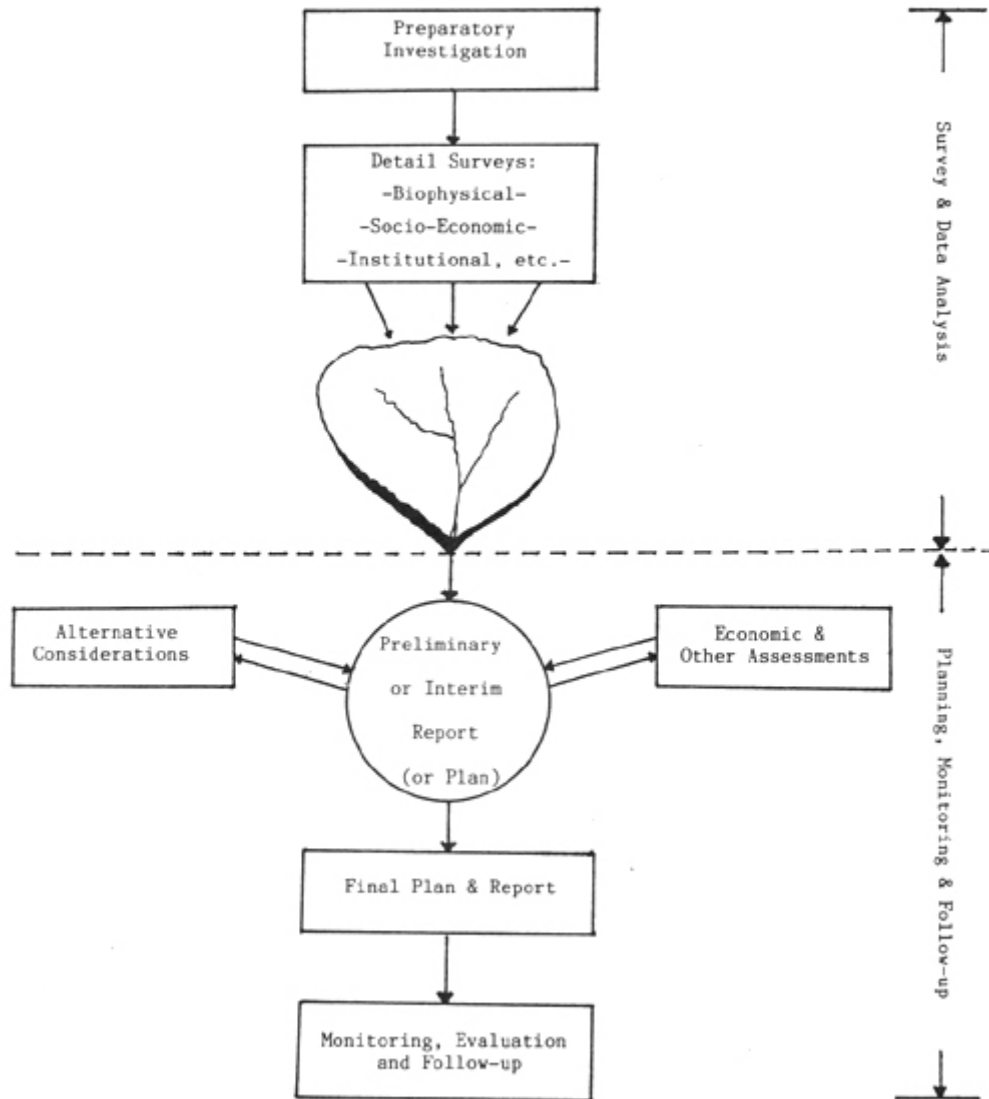 Preparatory
Investigation
Detail Surveys:
-Biophysical-
-Socio-Economic-
-Institutional, etc.-
Survey & Data Analysis
Alternative
Considerations
Preliminary
or Interim
Report
(or Plan)
Economic &
Other Assessments
Final Plan & Report
Monitoring, Evaluation
and Follow-up
Planning, Monitoring & Follow-up